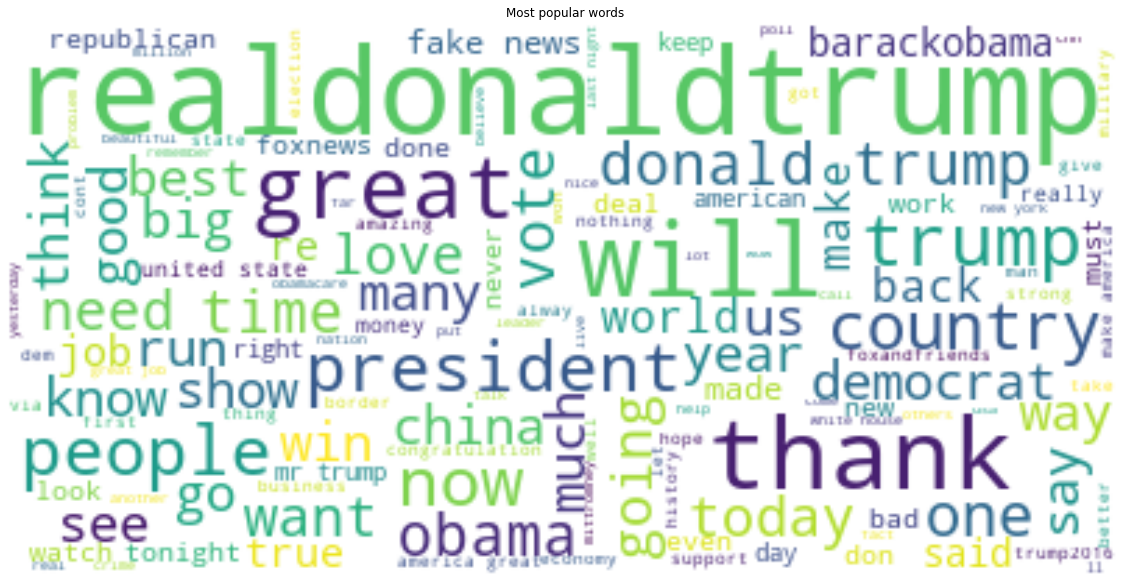 Most popular words
republican
million
election
fake news
last night
keep
poll
barackobama
realdonaldtrump
got
military
problem
believe
beautiful
state
remember
foxnews
done
think
cont
good
best
big
great
vote
nice
donald trump
give
american
really
deal
make
work
new york
amazing
nothing
won
will
trump
must
re
love
never
united state
iot
man
back
strong
call
make america
yesterday
obamacare
many
need time
money
put
leader
alway
live
world
us
country
dem
job
run
right
nation
president
year
foxandfriends
great job
know
show
made
democrat
take
via
first
thing
border
talk
much
help
new
others
white house
way
people
win
china
congratulation
well
going
let
hope
thank
mr trump
look
another
business
go
now
mittromney
history
say
better
see
want
obama
today
bad
one
fact
watch
tonight
true
even
don
said
real
crime
america great
economy
support
day
trump2016
11